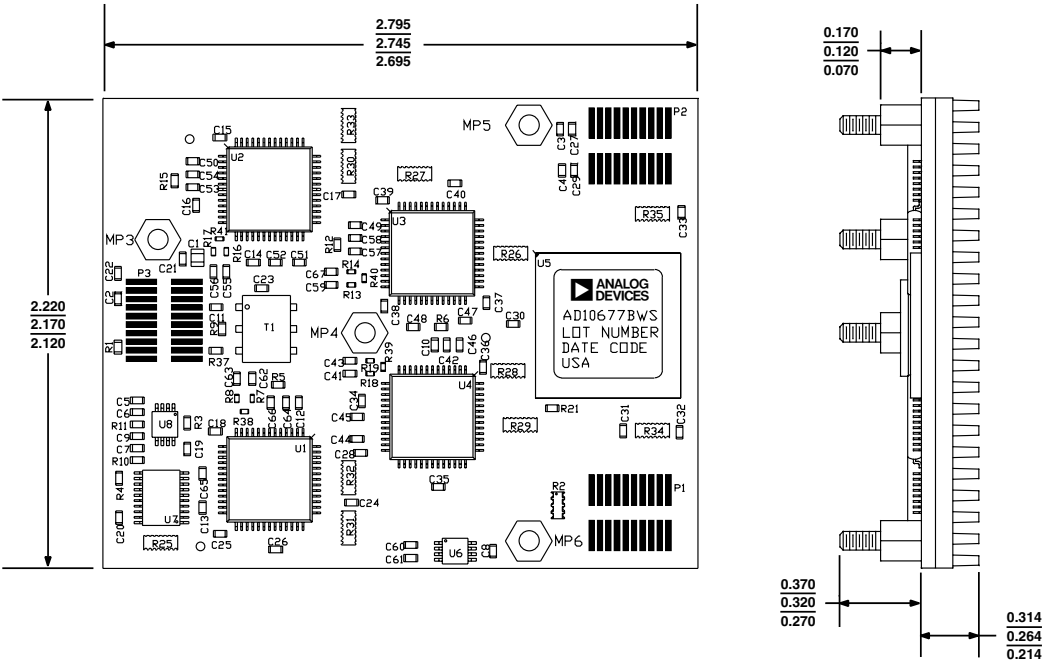 2.795
2.745
2.695
0.170
0.120
0.070
C15
R33
MP5
P2
C3
C27
U2
R30
C50
C54
C53
R15
C16
C17
C39
R27
C40
C4
C29
R35
C33
MP3
R17
R41
R16
C1
C21
C14
C52
C51
R12
C49
C58
C57
U3
R26
U5
C22
P3
C56
C55
C23
C67
C59
R14
R13
R40
C37
C2
C11
R9
T1
MP4
C38
C48
R6
C47
C30
ANALOG
DEVICES
AD10677BWS
LOT NUMBER
DATE CODE
USA
2.220
2.170
2.120
R1
R37
C43
C41
R19
R18
R39
C10
C42
C46
C36
R28
U4
C63
C62
R5
R8
R7
R38
C66
C64
C12
C34
C45
R21
C5
C6
R11
C9
C7
R10
U8
R3
C18
C19
U1
C44
C28
R29
C31
R34
C32
R4
C20
U7
C65
C13
R32
C24
R31
C35
R2
P1
R25
C25
C26
C60
C61
U6
C8
MP6
0.370
0.320
0.270
0.314
0.264
0.214